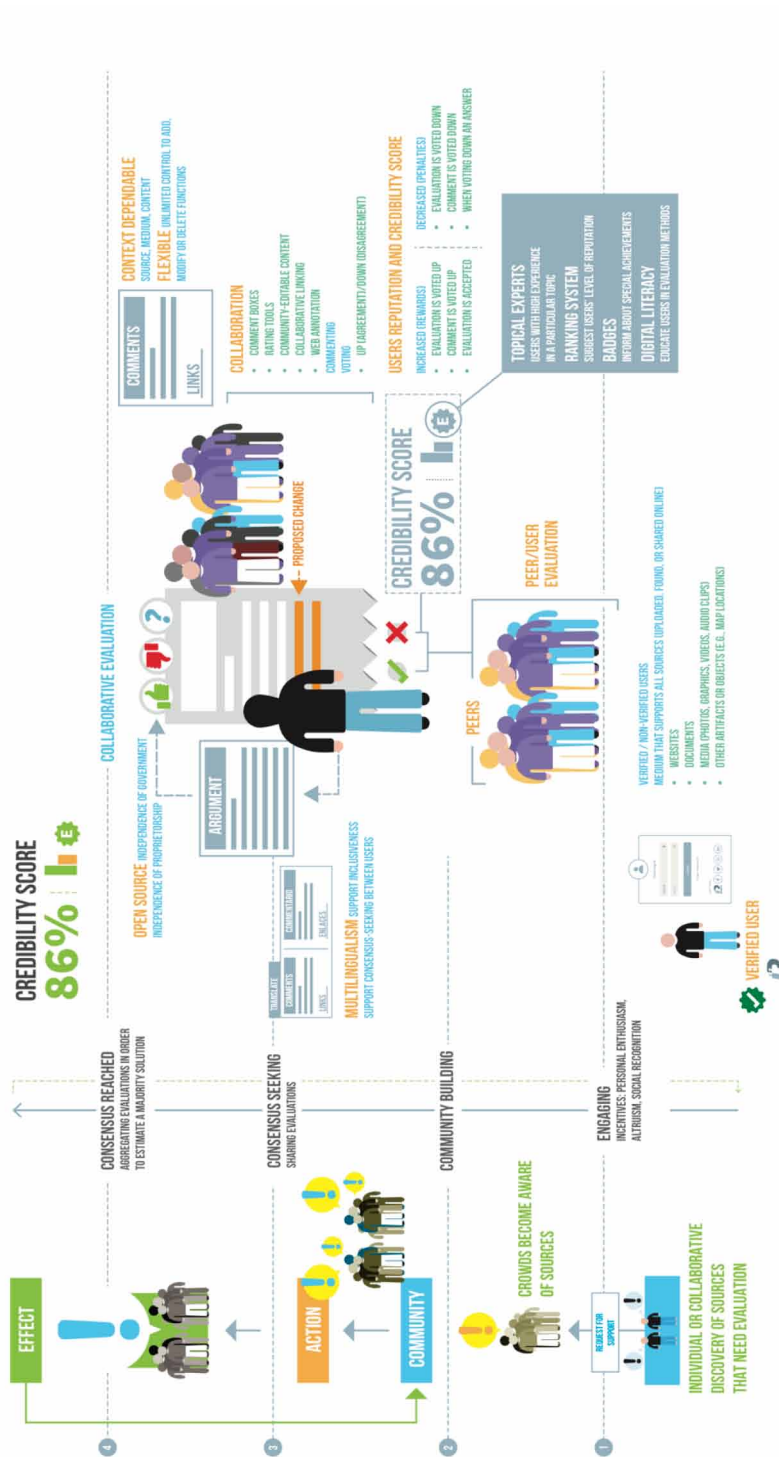 EFFECT
ACTION
COMMUNITY
CROWDS BECOME AWARE
OF SOURCES
REQUEST FOR
SUPPORT
INDIVIDUAL OR COLLABORATIVE
DISCOVERY OF SOURCES
THAT NEED EVALUATION
4
3
2
1
CONSENSUS REACHED
AGGREGATING EVALUATIONS IN ORDER
TO ESTIMATE A MAJORITY SOLUTION
CONSENSUS SEEKING
SHARING EVALUATIONS
COMMUNITY BUILDING
ENGAGING
INCENTIVES: PERSONAL ENTHUSIASM,
ALTRUISM, SOCIAL RECOGNITION
CREDIBILITY SCORE
86%
E
OPEN SOURCE INDEPENDENCE OF GOVERNMENT
INDEPENDENCE OF PROPRIETORSHIP
COLLABORATIVE EVALUATION
ARGUMENT
?
TRANSLATE
COMMENTS
LINKS
COMMENTARIO
ENLACES
MULTILINGUALISM SUPPORT INCLUSIVENESS
SUPPORT CONSENSUS-SEEKING BETWEEN USERS
PROPOSED CHANGE
COMMENTS
LINKS
CONTEXT DEPENDABLE
SOURCE, MEDIUM, CONTENT
FLEXIBLE UNLIMITED CONTROL TO ADD,
MODIFY OR DELETE FUNCTIONS
COLLABORATION
• COMMENT BOXES
• RATING TOOLS
• COMMUNITY-EDITABLE CONTENT
• COLLABORATIVE LINKING
• WEB ANNOTATION
COMMENTING
VOTING
• UP (AGREEMENT)/DOWN (DISAGREEMENT)
USERS REPUTATION AND CREDIBILITY SCORE
INCREASED (REWARDS)
• EVALUATION IS VOTED UP
• COMMENT IS VOTED UP
• EVALUATION IS ACCEPTED
DECREASED (PENALTIES)
• EVALUATION IS VOTED DOWN
• COMMENT IS VOTED DOWN
• WHEN VOTING DOWN AN ANSWER
CREDIBILITY SCORE
86%
E
TOPICAL EXPERTS
USERS WITH HIGH EXPERIENCE
IN A PARTICULAR TOPIC
RANKING SYSTEM
SUGGEST USERS' LEVEL OF REPUTATION
BADGES
INFORM ABOUT SPECIAL ACHIEVEMENTS
DIGITAL LITERACY
EDUCATE USERS IN EVALUATION METHODS
PEERS
PEER/USER
EVALUATION
VERIFIED / NON-VERIFIED USERS
MEDIUM THAT SUPPORTS ALL SOURCES (UPLOADED, FOUND, OR SHARED ONLINE)
• WEBSITES
• DOCUMENTS
• MEDIA (PHOTOS, GRAPHICS, VIDEOS, AUDIO CLIPS)
• OTHER ARTIFACTS OR OBJECTS (E.G., MAP LOCATIONS)
VERIFIED USER